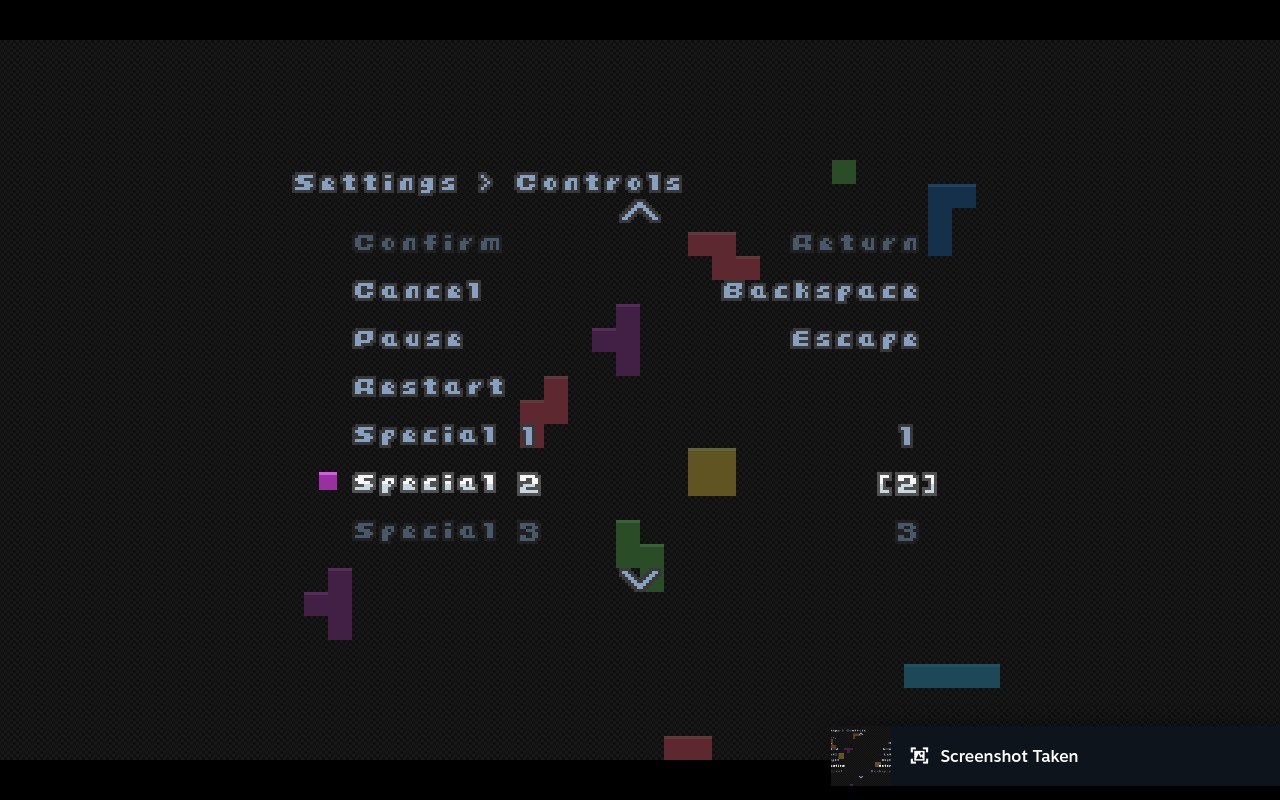 Settings > Controls
Confirm Return
Cancel Backspace
Pause Escape
Restart
Special 1 1
Special 2 [2]
Special 3 3
Screenshot Taken